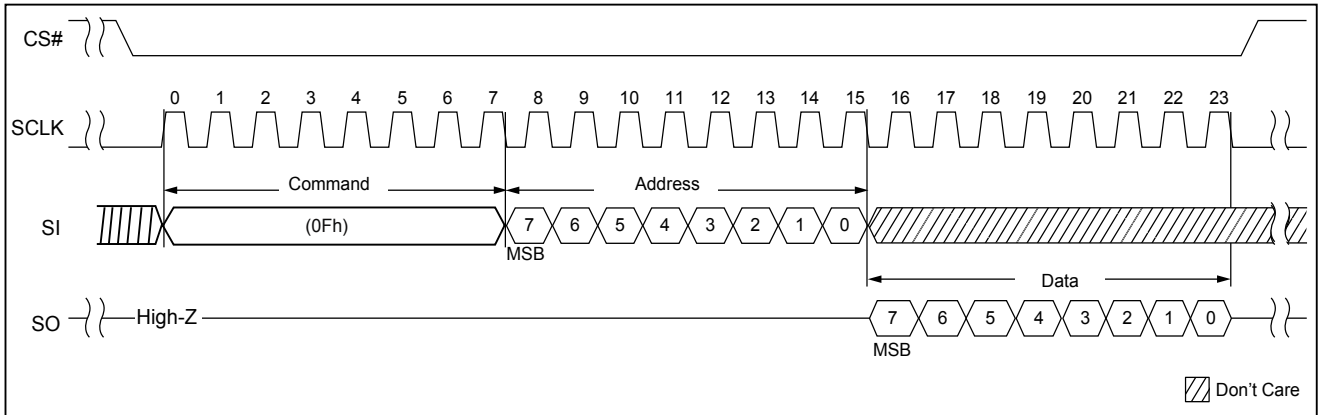 CS#
0 1 2 3 4 5 6 7 8 9 10 11 12 13 14 15 16 17 18 19 20 21 22 23
SCLK
Command Address
SI (0Fh) 7 6 5 4 3 2 1 0
MSB
Data
SO High-Z 7 6 5 4 3 2 1 0
MSB
Don't Care